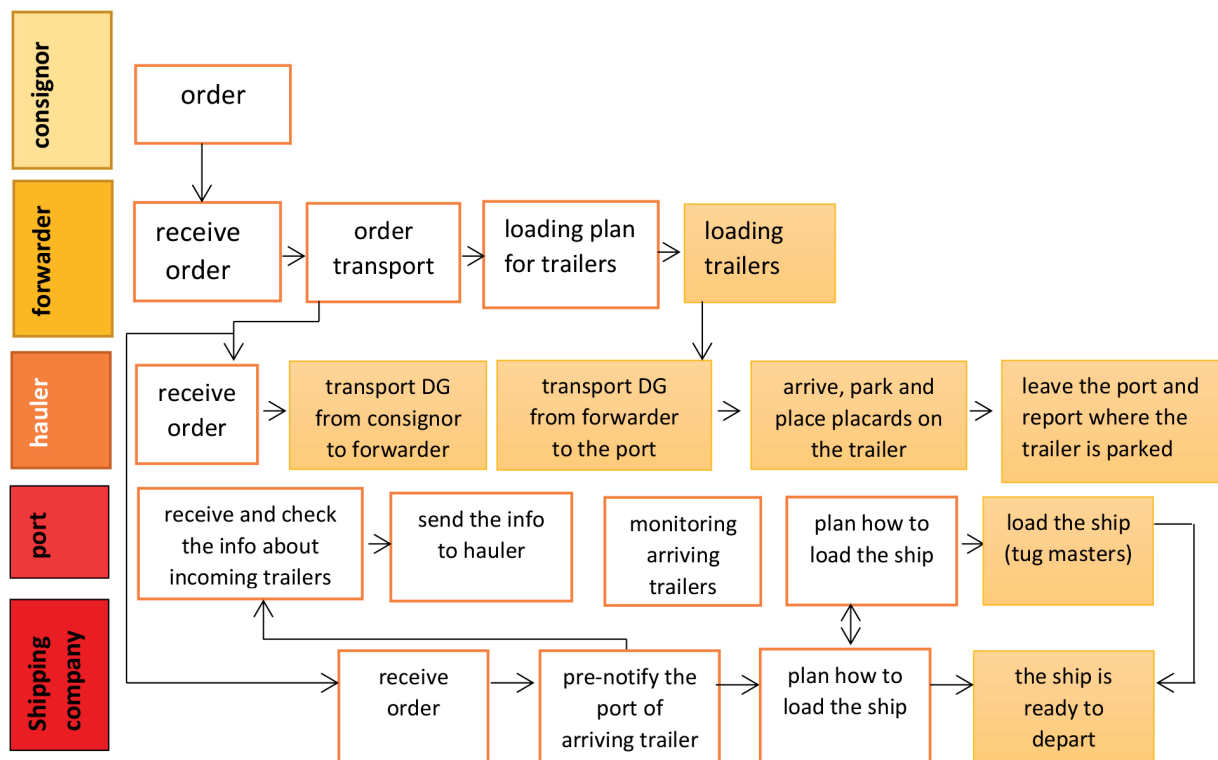 consignor
order
forwarder
receive
order
order
transport
loading plan
for trailers
loading
trailers
hauler
receive
order
transport DG
from consignor
to forwarder
transport DG
from forwarder
to the port
arrive, park and
place placards on
the trailer
leave the port and
report where the
trailer is parked
port
receive and check
the info about
incoming trailers
send the info
to hauler
monitoring
arriving
trailers
plan how to
load the ship
load the ship
(tug masters)
Shipping
company
receive
order
pre-notify the
port of
arriving trailer
plan how to
load the ship
the ship is
ready to
depart